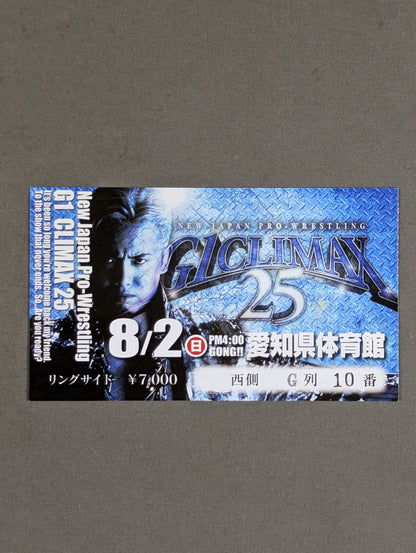 New Japan Pro-Wrestling
G1 CLIMAX 25
It's been so long you're welcome back my friend.
To the show that never ends. So, Are you ready?
NEW JAPAN PRO-WRESTLING
G1 CLIMAX
25
8/2 日 PM4:00 GONG!! 愛知県体育館
リングサイド ¥7,000
西側 G列 10番